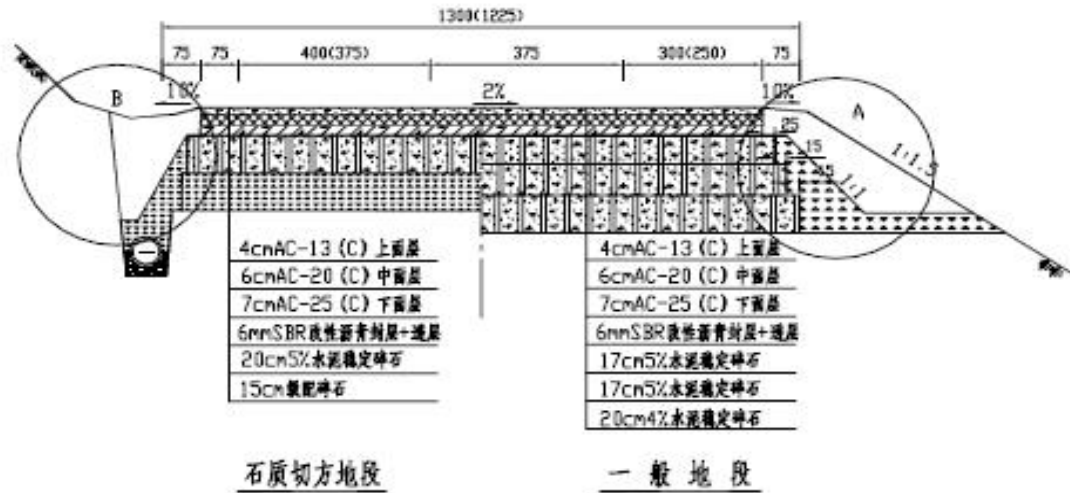 1300(1225)
75 75 400(375) 375 300(250) 75
B 10% 2% 10% A
25
1:1.5
15
15
1:1
4cmAC-13 (C) 上面层
6cmAC-20 (C) 中面层
7cmAC-25 (C) 下面层
6mmSBR改性沥青封层+透层
20cm5%水泥稳定碎石
15cm级配碎石
4cmAC-13 (C) 上面层
6cmAC-20 (C) 中面层
7cmAC-25 (C) 下面层
6mmSBR改性沥青封层+透层
17cm5%水泥稳定碎石
17cm5%水泥稳定碎石
20cm4%水泥稳定碎石
石质切方地段
一 般 地 段